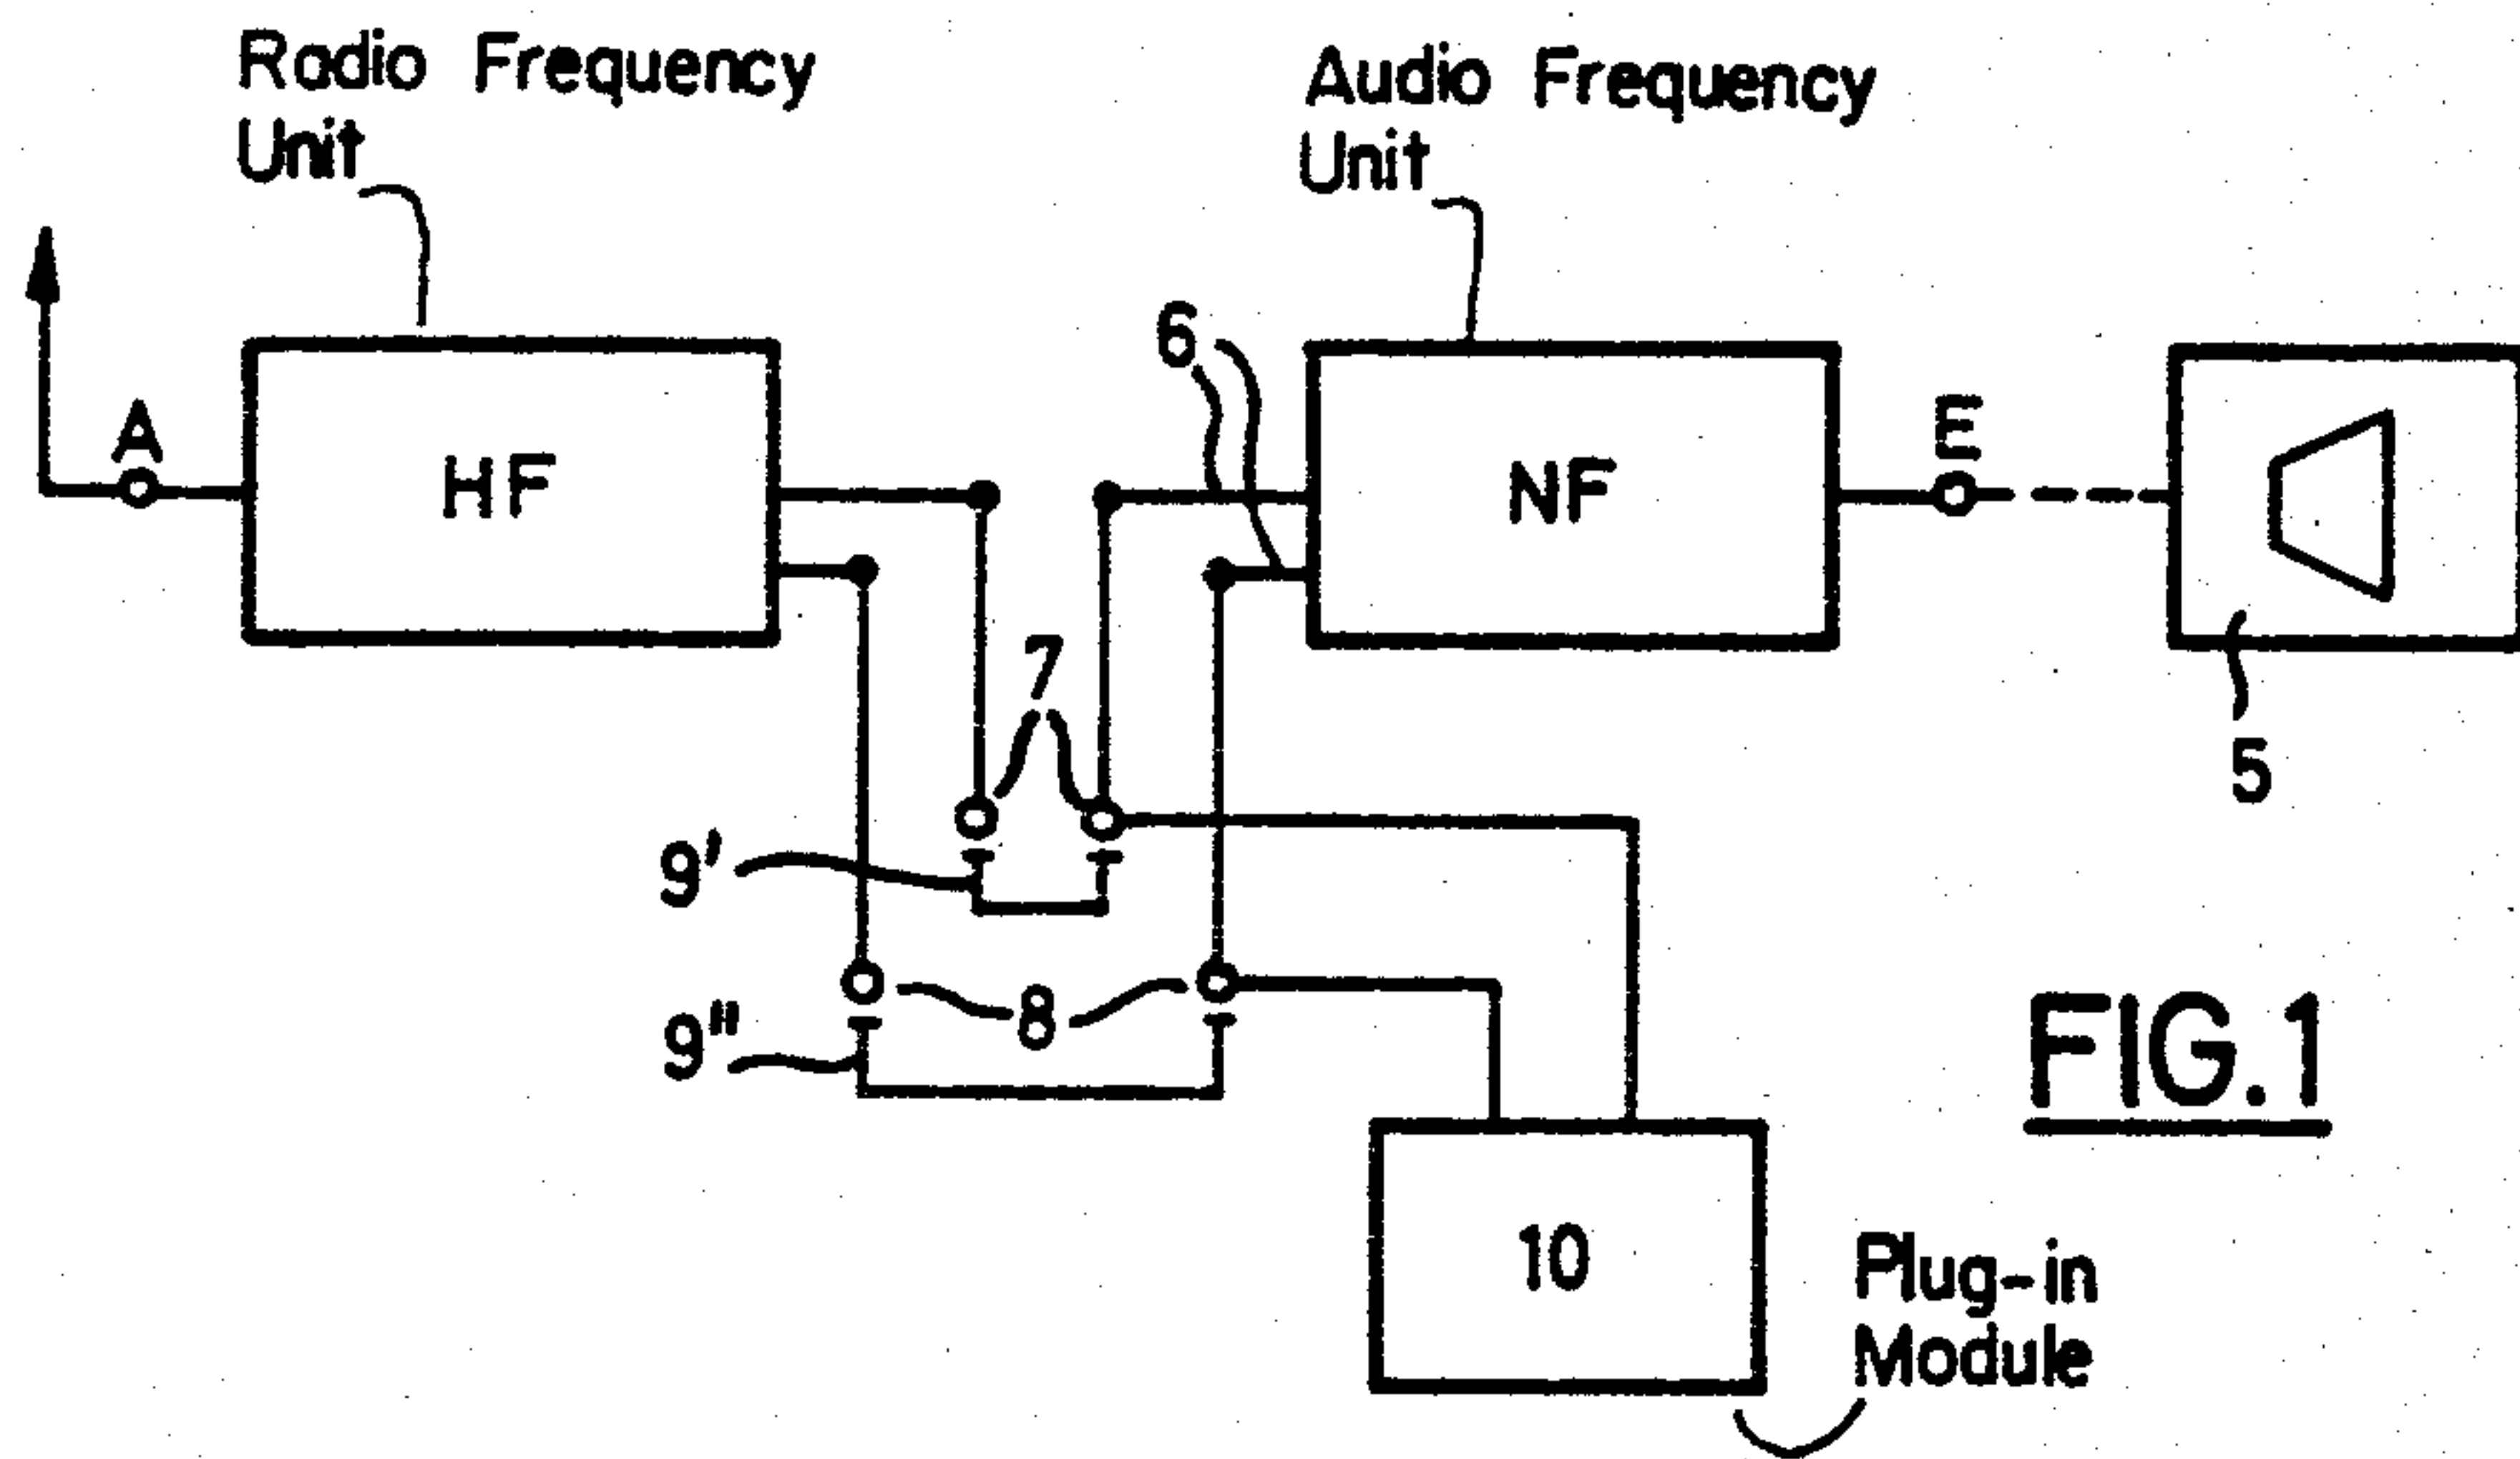 Radio Frequency
Unit
Audio Frequency
Unit
6
A
HF
NF
E
7
5
9'
8
9"
FIG.1
10
Plug-in
Module